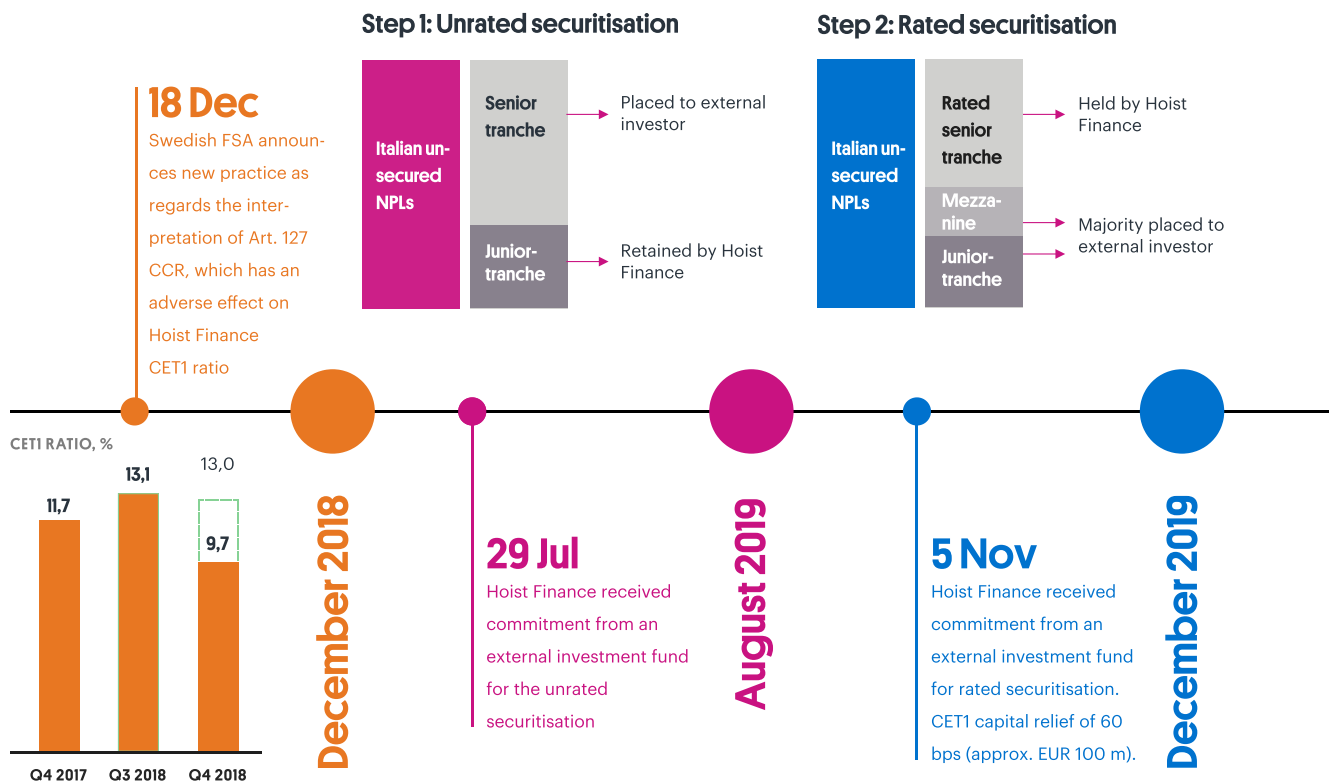 Step 1: Unrated securitisation
Italian un-
secured
NPLs
Senior
tranche
Placed to external
investor
Junior-
tranche
Retained by Hoist
Finance
Step 2: Rated securitisation
Italian un-
secured
NPLs
Rated
senior
tranche
Held by Hoist
Finance
Mezza-
nine
Junior-
tranche
Majority placed to
external investor
18 Dec
Swedish FSA announ-
ces new practice as
regards the inter-
pretation of Art. 127
CCR, which has an
adverse effect on
Hoist Finance
CET1 ratio
CET1 RATIO, %
11,7
13,1
13,0
9,7
Q4 2017
Q3 2018
Q4 2018
December 2018
29 Jul
Hoist Finance received
commitment from an
external investment fund
for the unrated
securitisation
August 2019
5 Nov
Hoist Finance received
commitment from an
external investment fund
for rated securitisation.
CET1 capital relief of 60
bps (approx. EUR 100 m).
December 2019